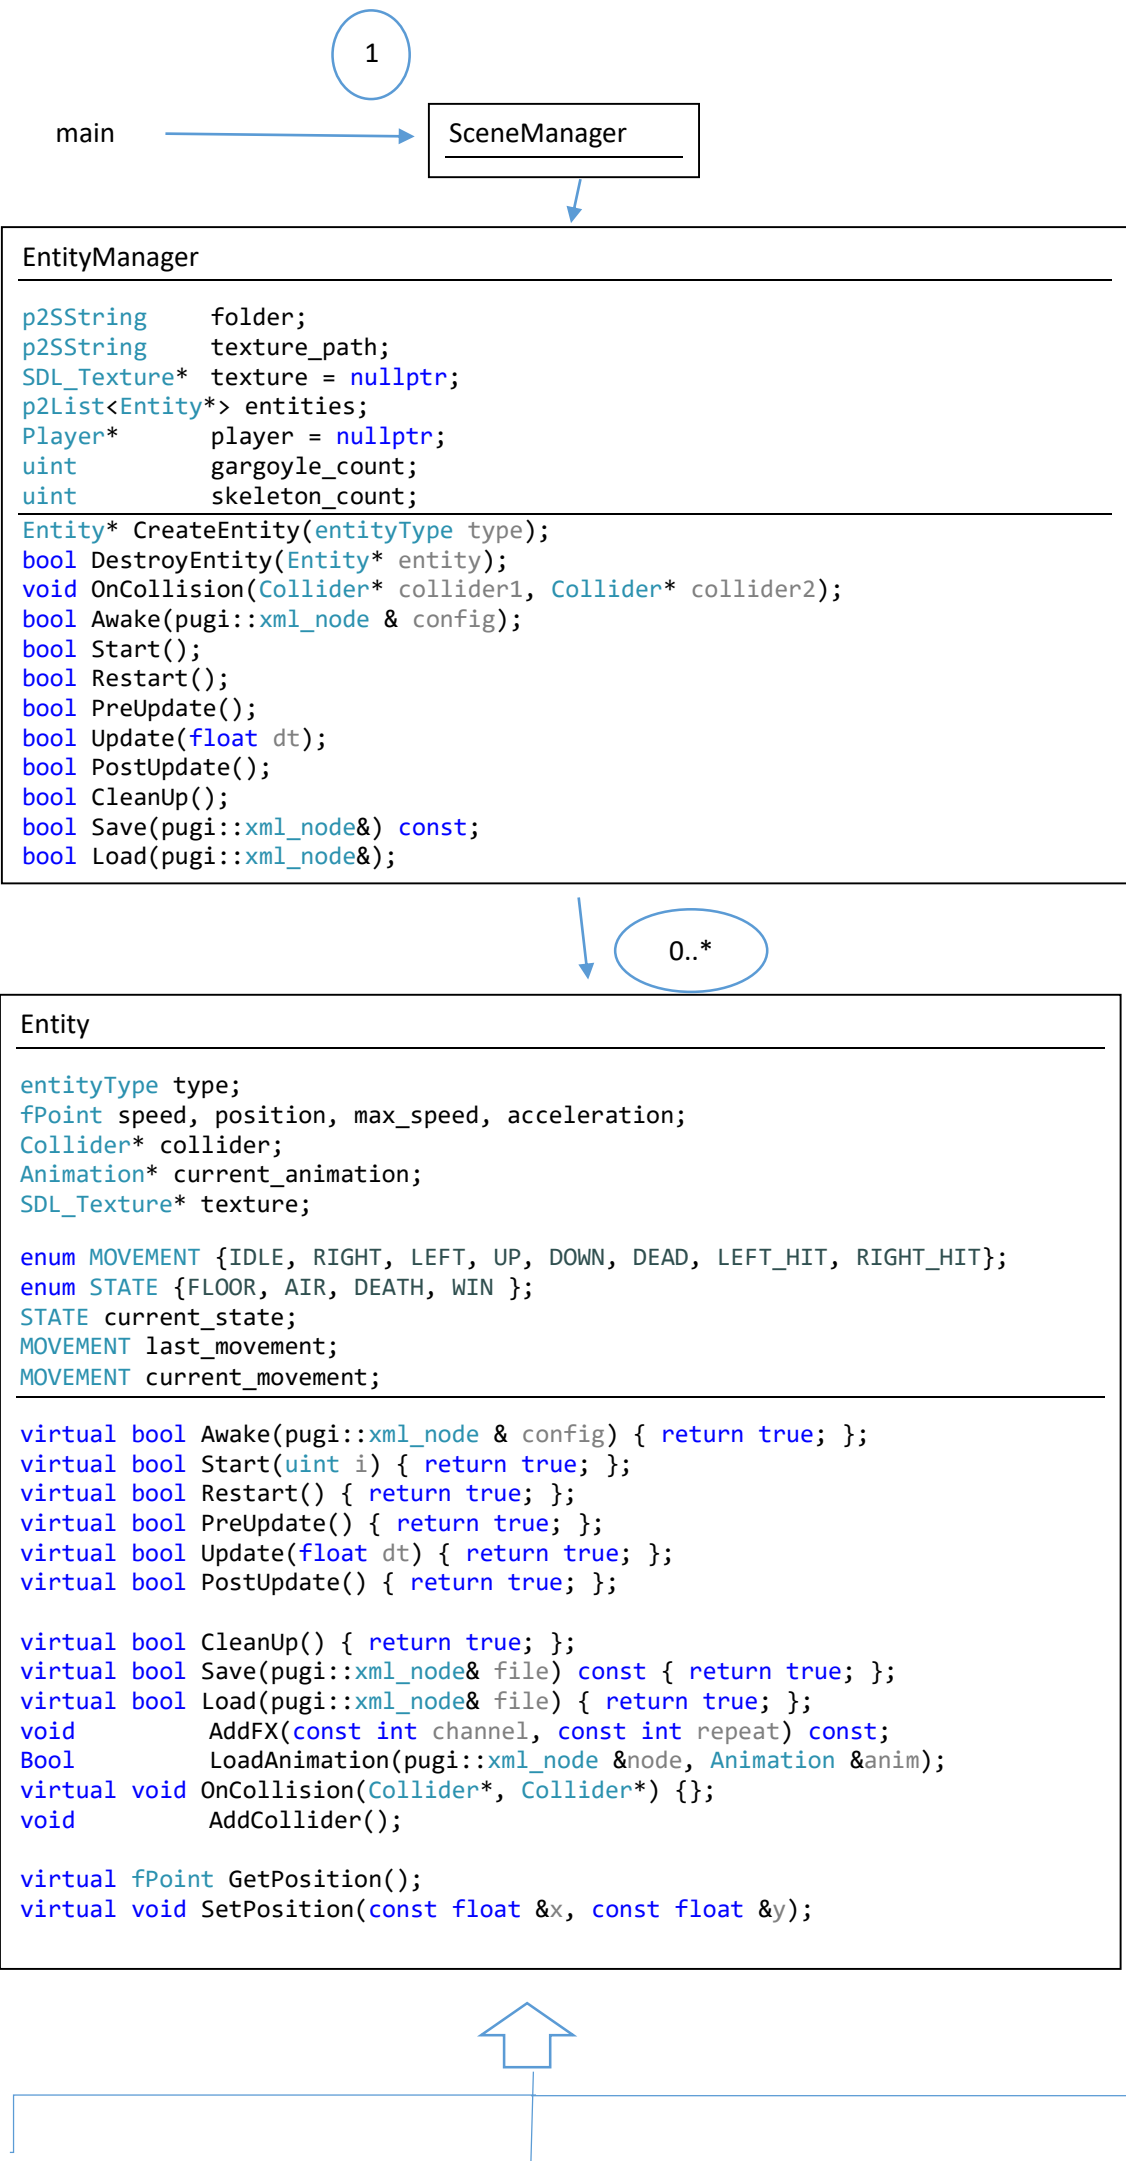 1
main
SceneManager
EntityManager
p2SString folder;
p2SString texture_path;
SDL_Texture* texture = nullptr;
p2List<Entity*> entities;
Player* player = nullptr;
uint gargoyle_count;
uint skeleton_count;
Entity* CreateEntity(entityType type);
bool DestroyEntity(Entity* entity);
void OnCollision(Collider* collider1, Collider* collider2);
bool Awake(pugi::xml_node & config);
bool Start();
bool Restart();
bool PreUpdate();
bool Update(float dt);
bool PostUpdate();
bool CleanUp();
bool Save(pugi::xml_node&) const;
bool Load(pugi::xml_node&);
0..*
Entity
entityType type;
fPoint speed, position, max_speed, acceleration;
Collider* collider;
Animation* current_animation;
SDL_Texture* texture;
enum MOVEMENT {IDLE, RIGHT, LEFT, UP, DOWN, DEAD, LEFT_HIT, RIGHT_HIT};
enum STATE {FLOOR, AIR, DEATH, WIN };
STATE current_state;
MOVEMENT last_movement;
MOVEMENT current_movement;
virtual bool Awake(pugi::xml_node & config) { return true; };
virtual bool Start(uint i) { return true; };
virtual bool Restart() { return true; };
virtual bool PreUpdate() { return true; };
virtual bool Update(float dt) { return true; };
virtual bool PostUpdate() { return true; };
virtual bool CleanUp() { return true; };
virtual bool Save(pugi::xml_node& file) const { return true; };
virtual bool Load(pugi::xml_node& file) { return true; };
void AddFX(const int channel, const int repeat) const;
Bool LoadAnimation(pugi::xml_node &node, Animation &anim);
virtual void OnCollision(Collider*, Collider*) {};
void AddCollider();
virtual fPoint GetPosition();
virtual void SetPosition(const float &x, const float &y);